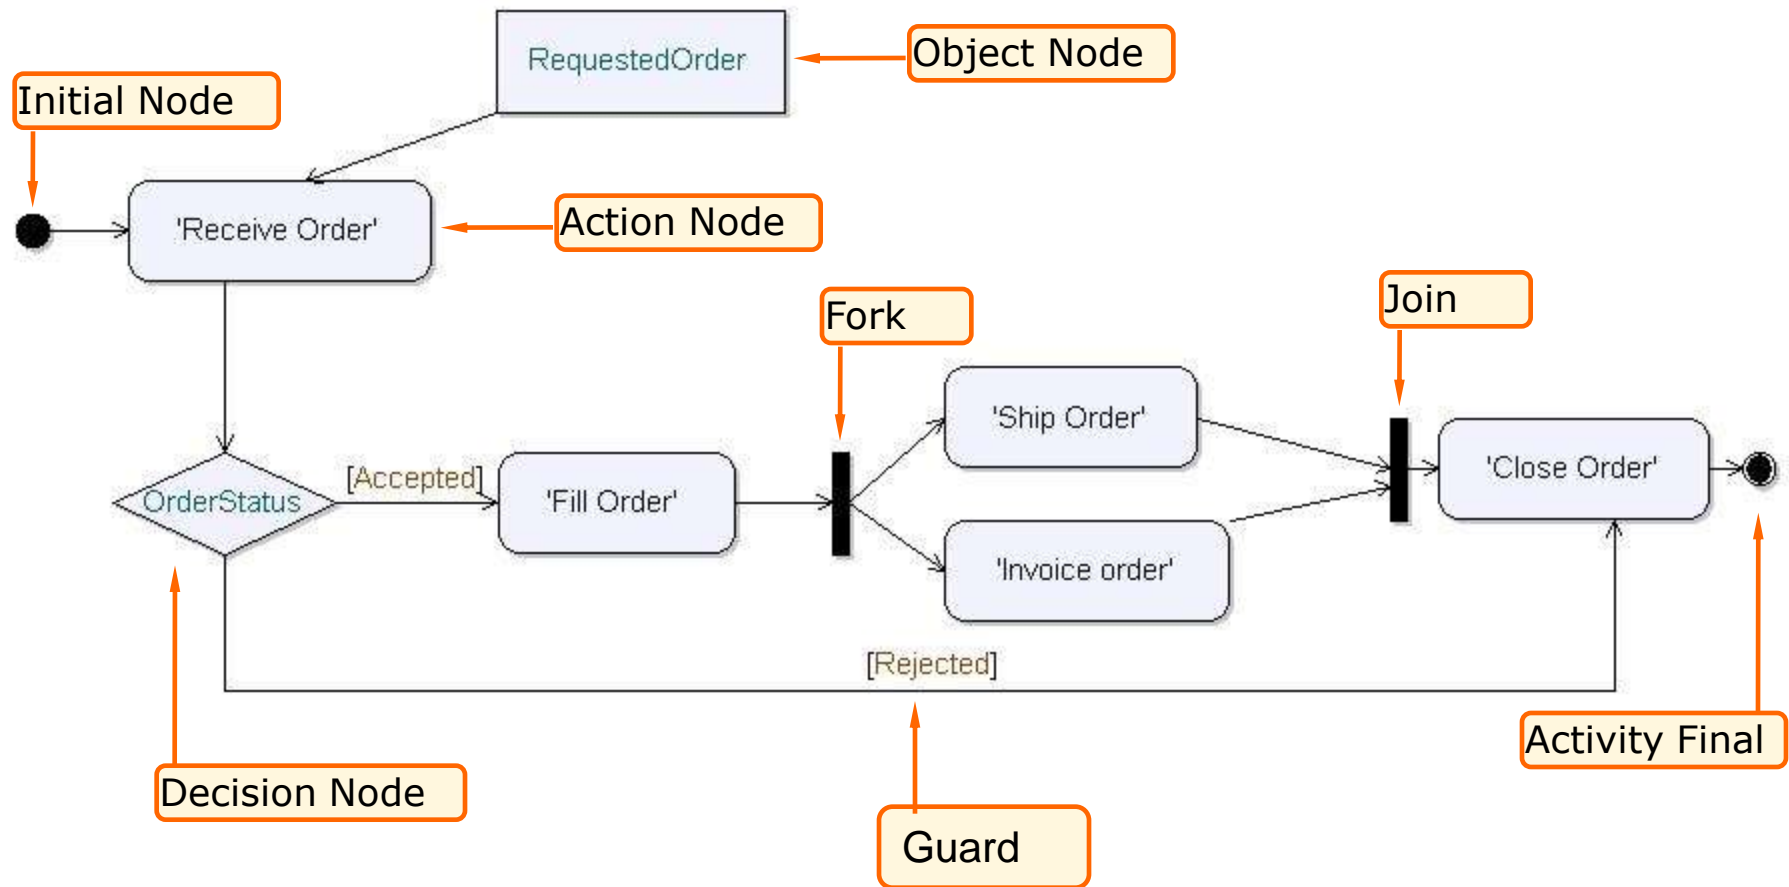 RequestedOrder
Object Node
Initial Node
'Receive Order'
Action Node
Fork
Join
'Ship Order'
[Accepted]
OrderStatus
'Fill Order'
'Close Order'
'Invoice order'
[Rejected]
Decision Node
Guard
Activity Final